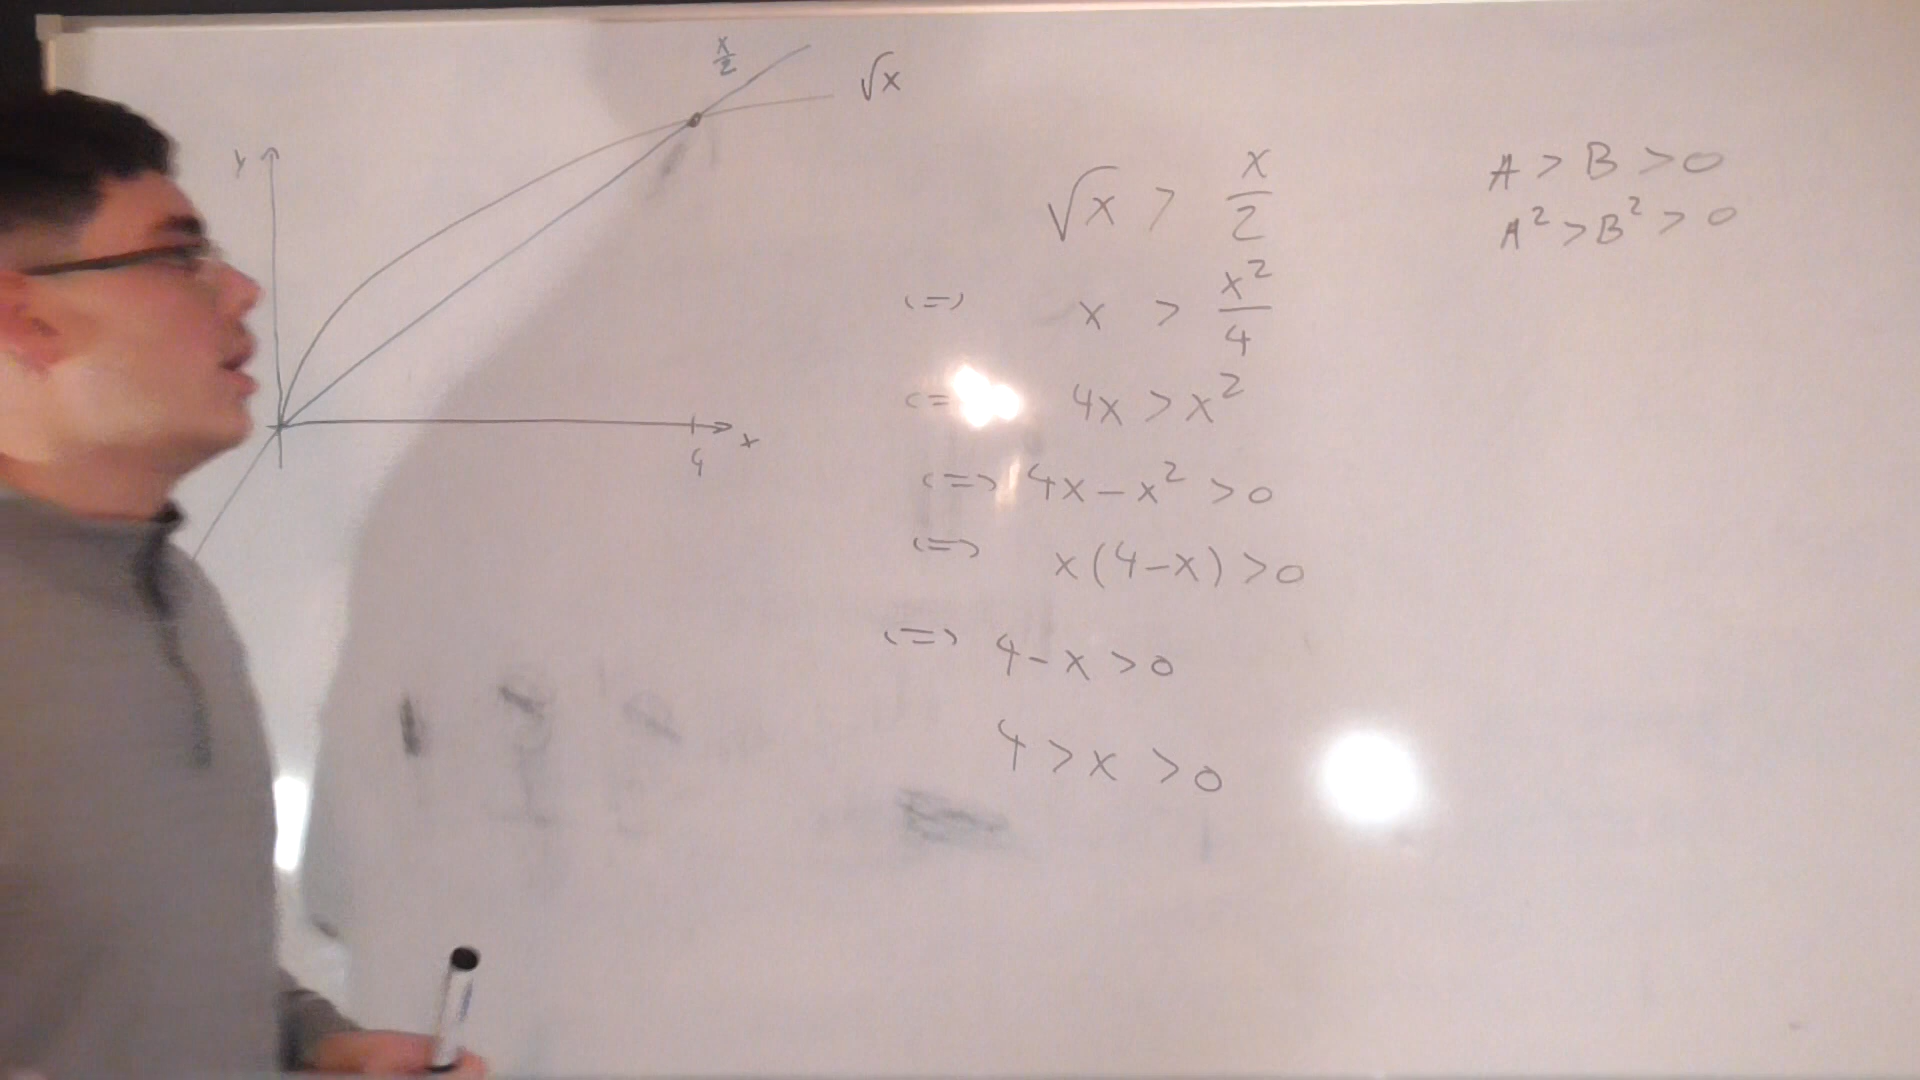 x/2
√x
y
x
4
√x > x/2
A > B > 0
A² > B² > 0
(=) x > x²/4
(= 4x > x²
(=) 4x - x² > 0
(=) x(4-x) > 0
(=) 4 - x > 0
4 > x > 0